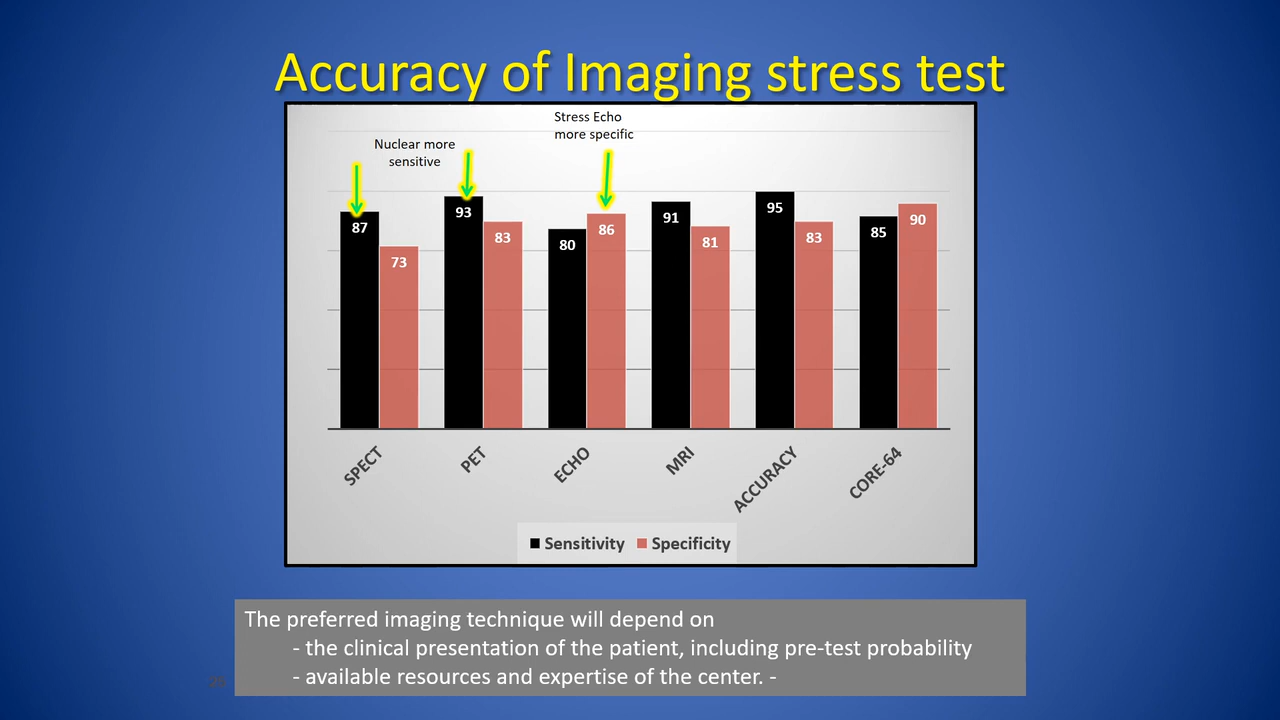 Accuracy of Imaging stress test
Stress Echo
more specific
Nuclear more
sensitive
87
73
93
83
80
86
91
81
95
83
85
90
SPECT
PET
ECHO
MRI
ACCURACY
CORE-64
Sensitivity
Specificity
The preferred imaging technique will depend on
- the clinical presentation of the patient, including pre-test probability
- available resources and expertise of the center. -